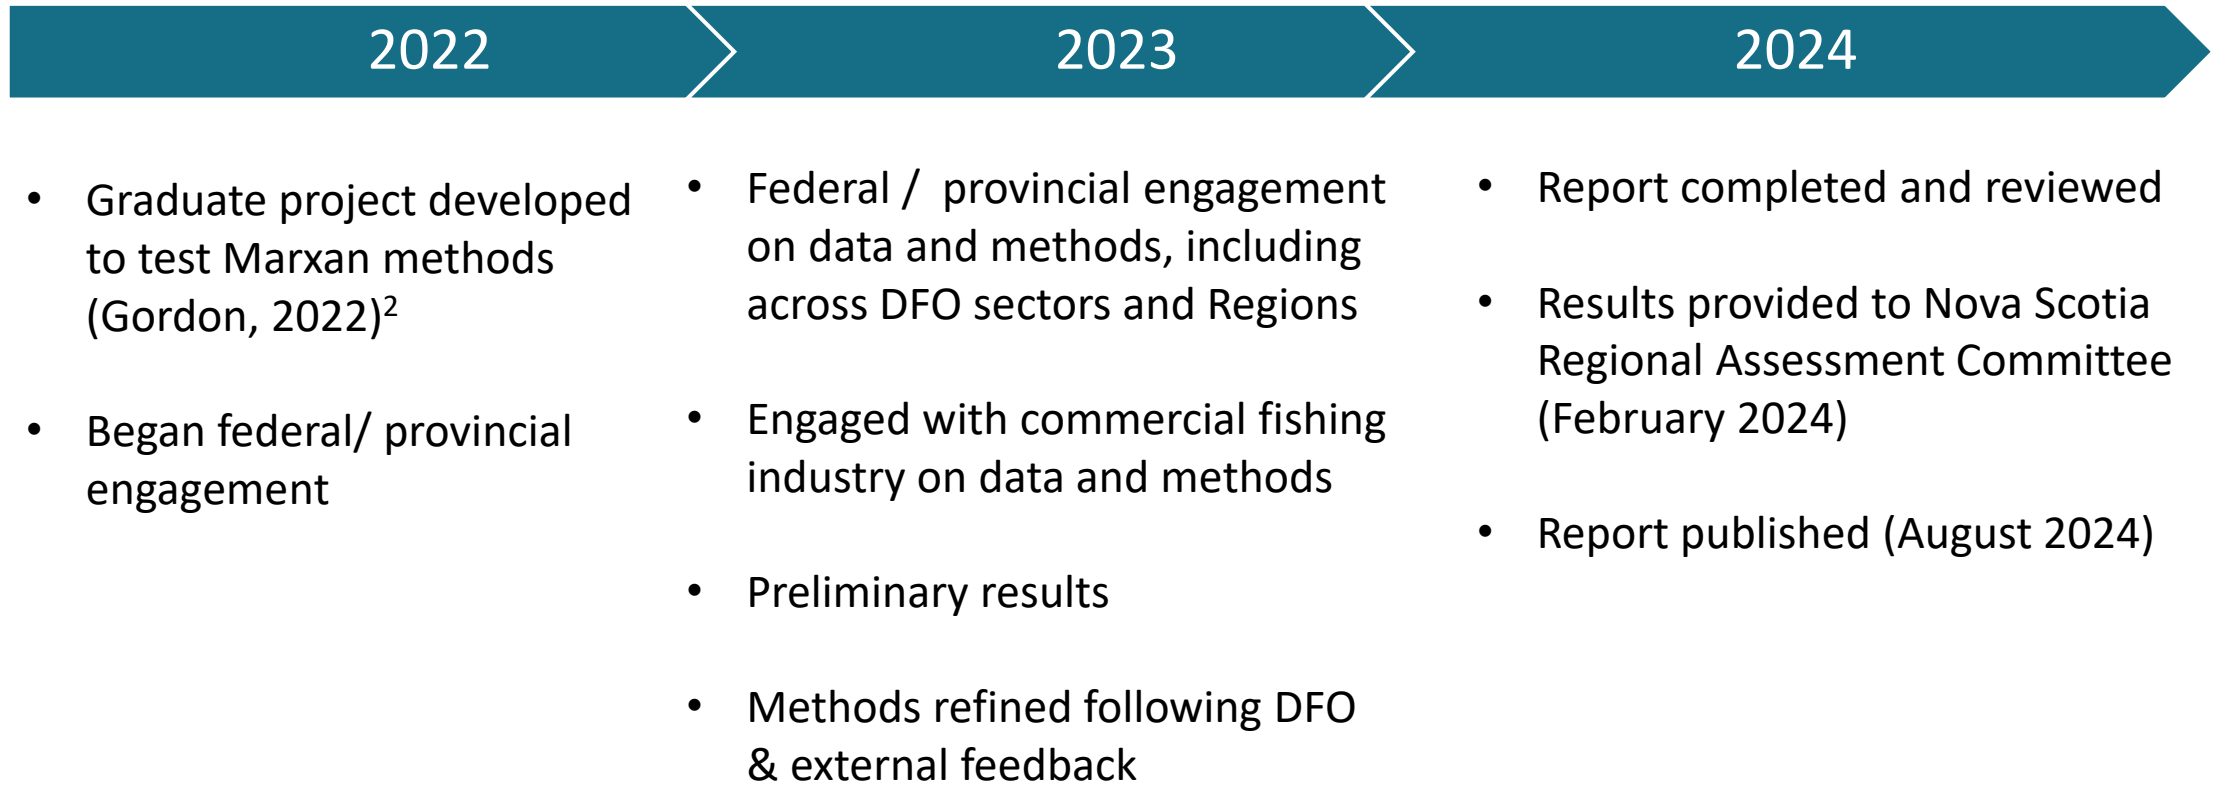 2022
2023
2024
• Graduate project developed
to test Marxan methods
(Gordon, 2022)²
• Began federal/ provincial
engagement
• Federal / provincial engagement
on data and methods, including
across DFO sectors and Regions
• Engaged with commercial fishing
industry on data and methods
• Preliminary results
• Methods refined following DFO
& external feedback
• Report completed and reviewed
• Results provided to Nova Scotia
Regional Assessment Committee
(February 2024)
• Report published (August 2024)